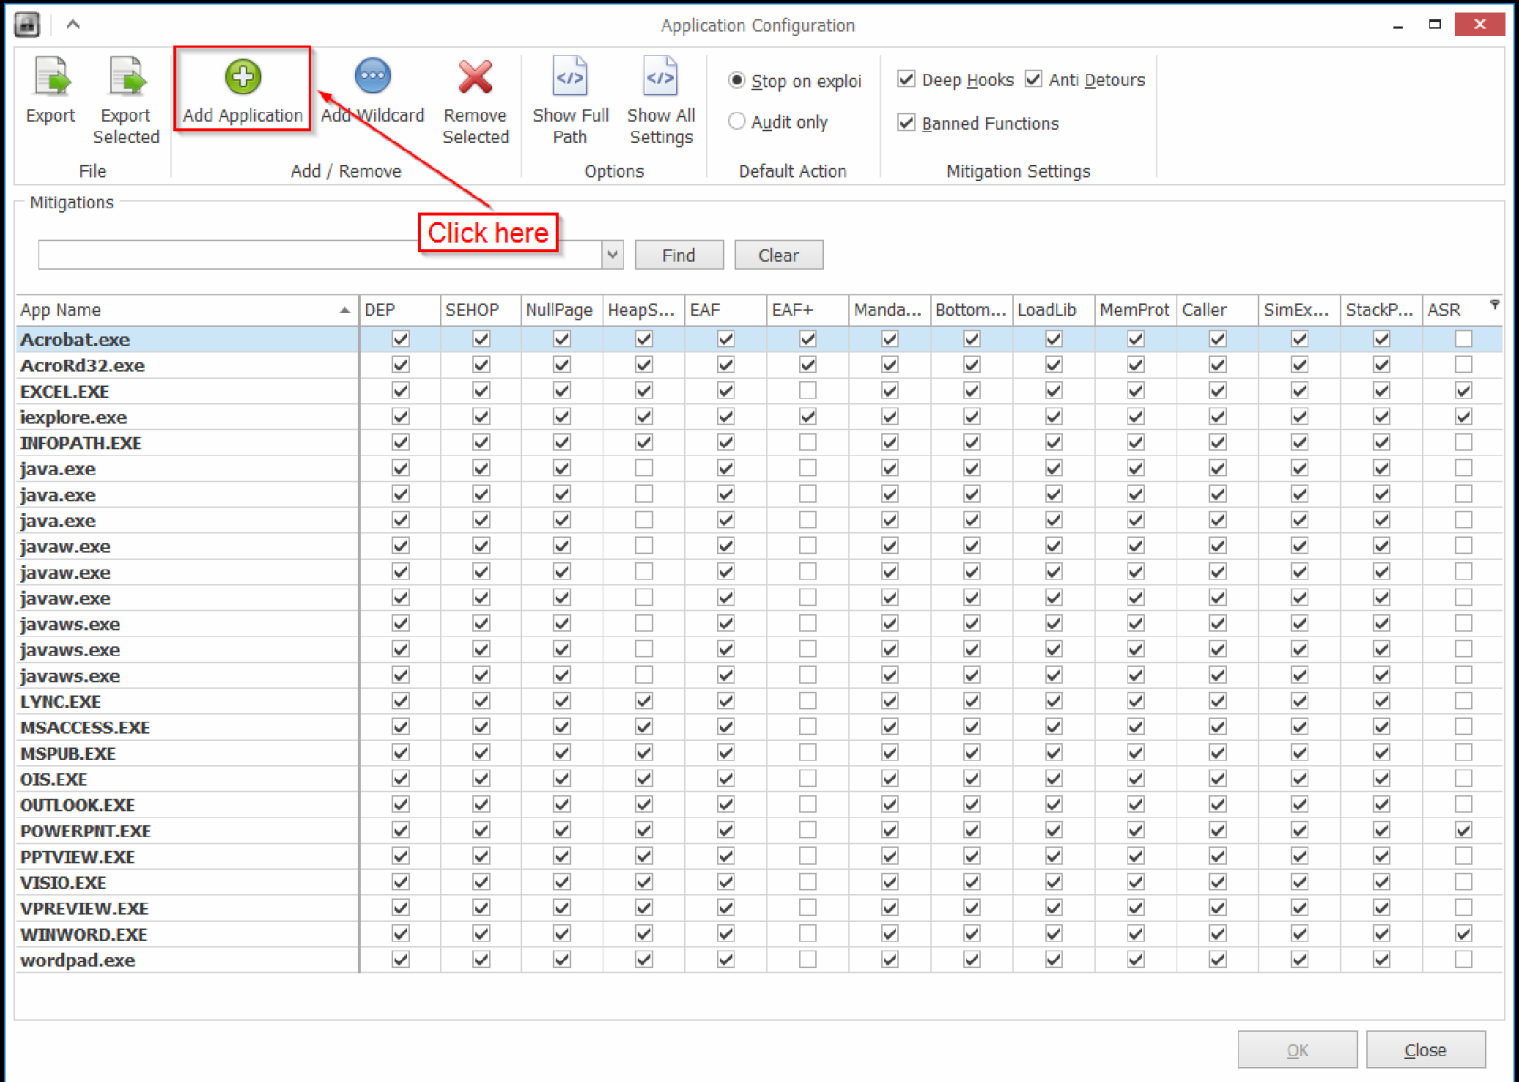 Application Configuration
Export
Export Selected
Add Application
Add Wildcard
Remove Selected
Show Full Path
Show All Settings
Stop on exploi
Audit only
Deep Hooks
Anti Detours
Banned Functions
File
Add / Remove
Options
Default Action
Mitigation Settings
Mitigations
Click here
Find
Clear
App Name DEP SEHOP NullPage HeapS... EAF EAF+ Manda... Bottom... LoadLib MemProt Caller SimEx... StackP... ASR
Acrobat.exe
AcroRd32.exe
EXCEL.EXE
iexplore.exe
INFOPATH.EXE
java.exe
java.exe
java.exe
javaw.exe
javaw.exe
javaw.exe
javaws.exe
javaws.exe
javaws.exe
LYNC.EXE
MSACCESS.EXE
MSPUB.EXE
OIS.EXE
OUTLOOK.EXE
POWERPNT.EXE
PPTVIEW.EXE
VISIO.EXE
VPREVIEW.EXE
WINWORD.EXE
wordpad.exe
OK
Close